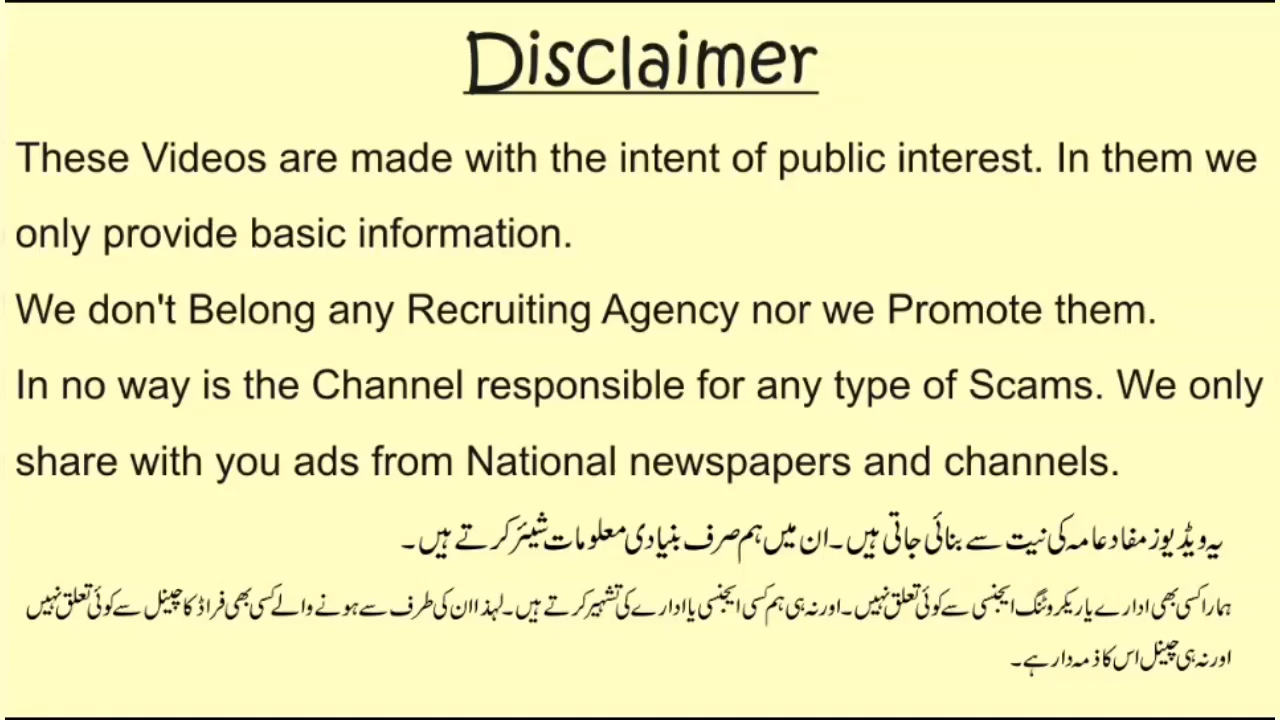 Disclaimer
These Videos are made with the intent of public interest. In them we
only provide basic information.
We don't Belong any Recruiting Agency nor we Promote them.
In no way is the Channel responsible for any type of Scams. We only
share with you ads from National newspapers and channels.
یہ ویڈیوز مفاد عامہ کی نیت سے بنائی جاتی ہیں۔ ان میں ہم صرف بنیادی معلومات شیئر کرتے ہیں۔
ہمارا کسی بھی ادارے یا ریکروٹنگ ایجنسی سے کوئی تعلق نہیں۔ اور نہ ہی ہم کسی ایجنسی یا ادارے کی تشہیر کرتے ہیں۔ لہذا ان کی طرف سے ہونے والے کسی بھی فراڈ کا چینل سے کوئی تعلق نہیں
اور نہ ہی چینل اس کا ذمہ دار ہے۔